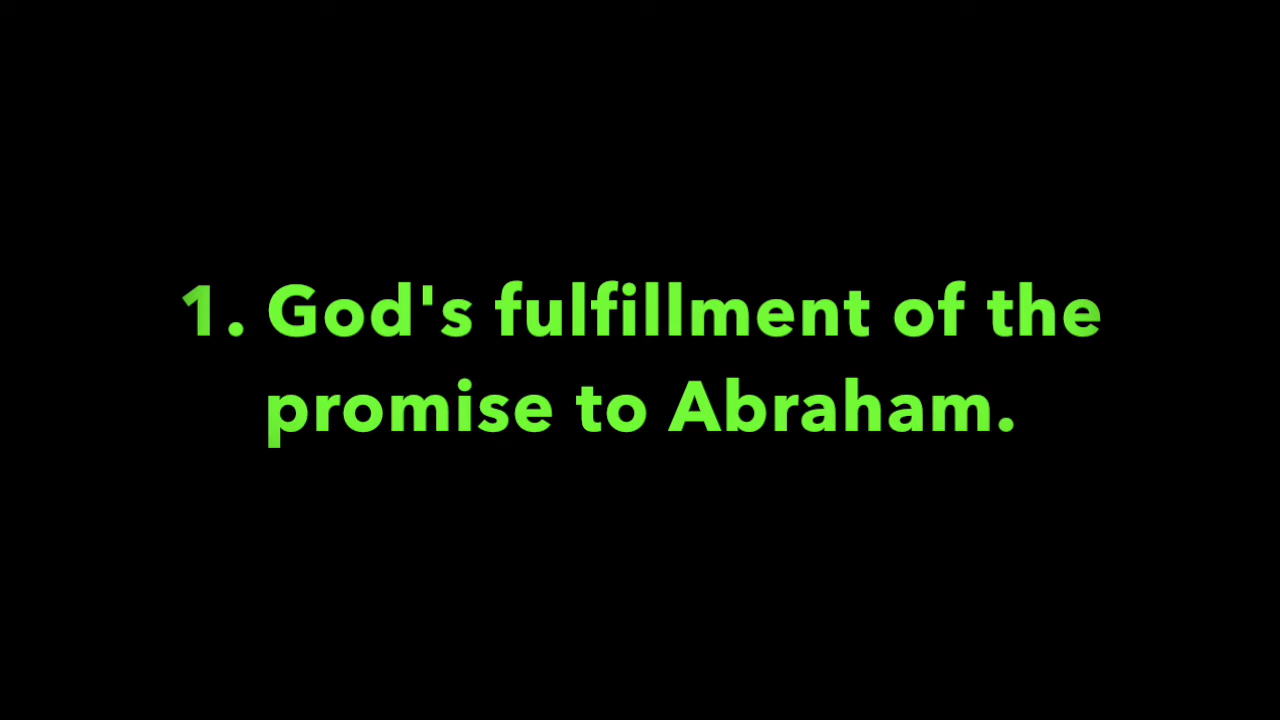 1. God's fulfillment of the
promise to Abraham.